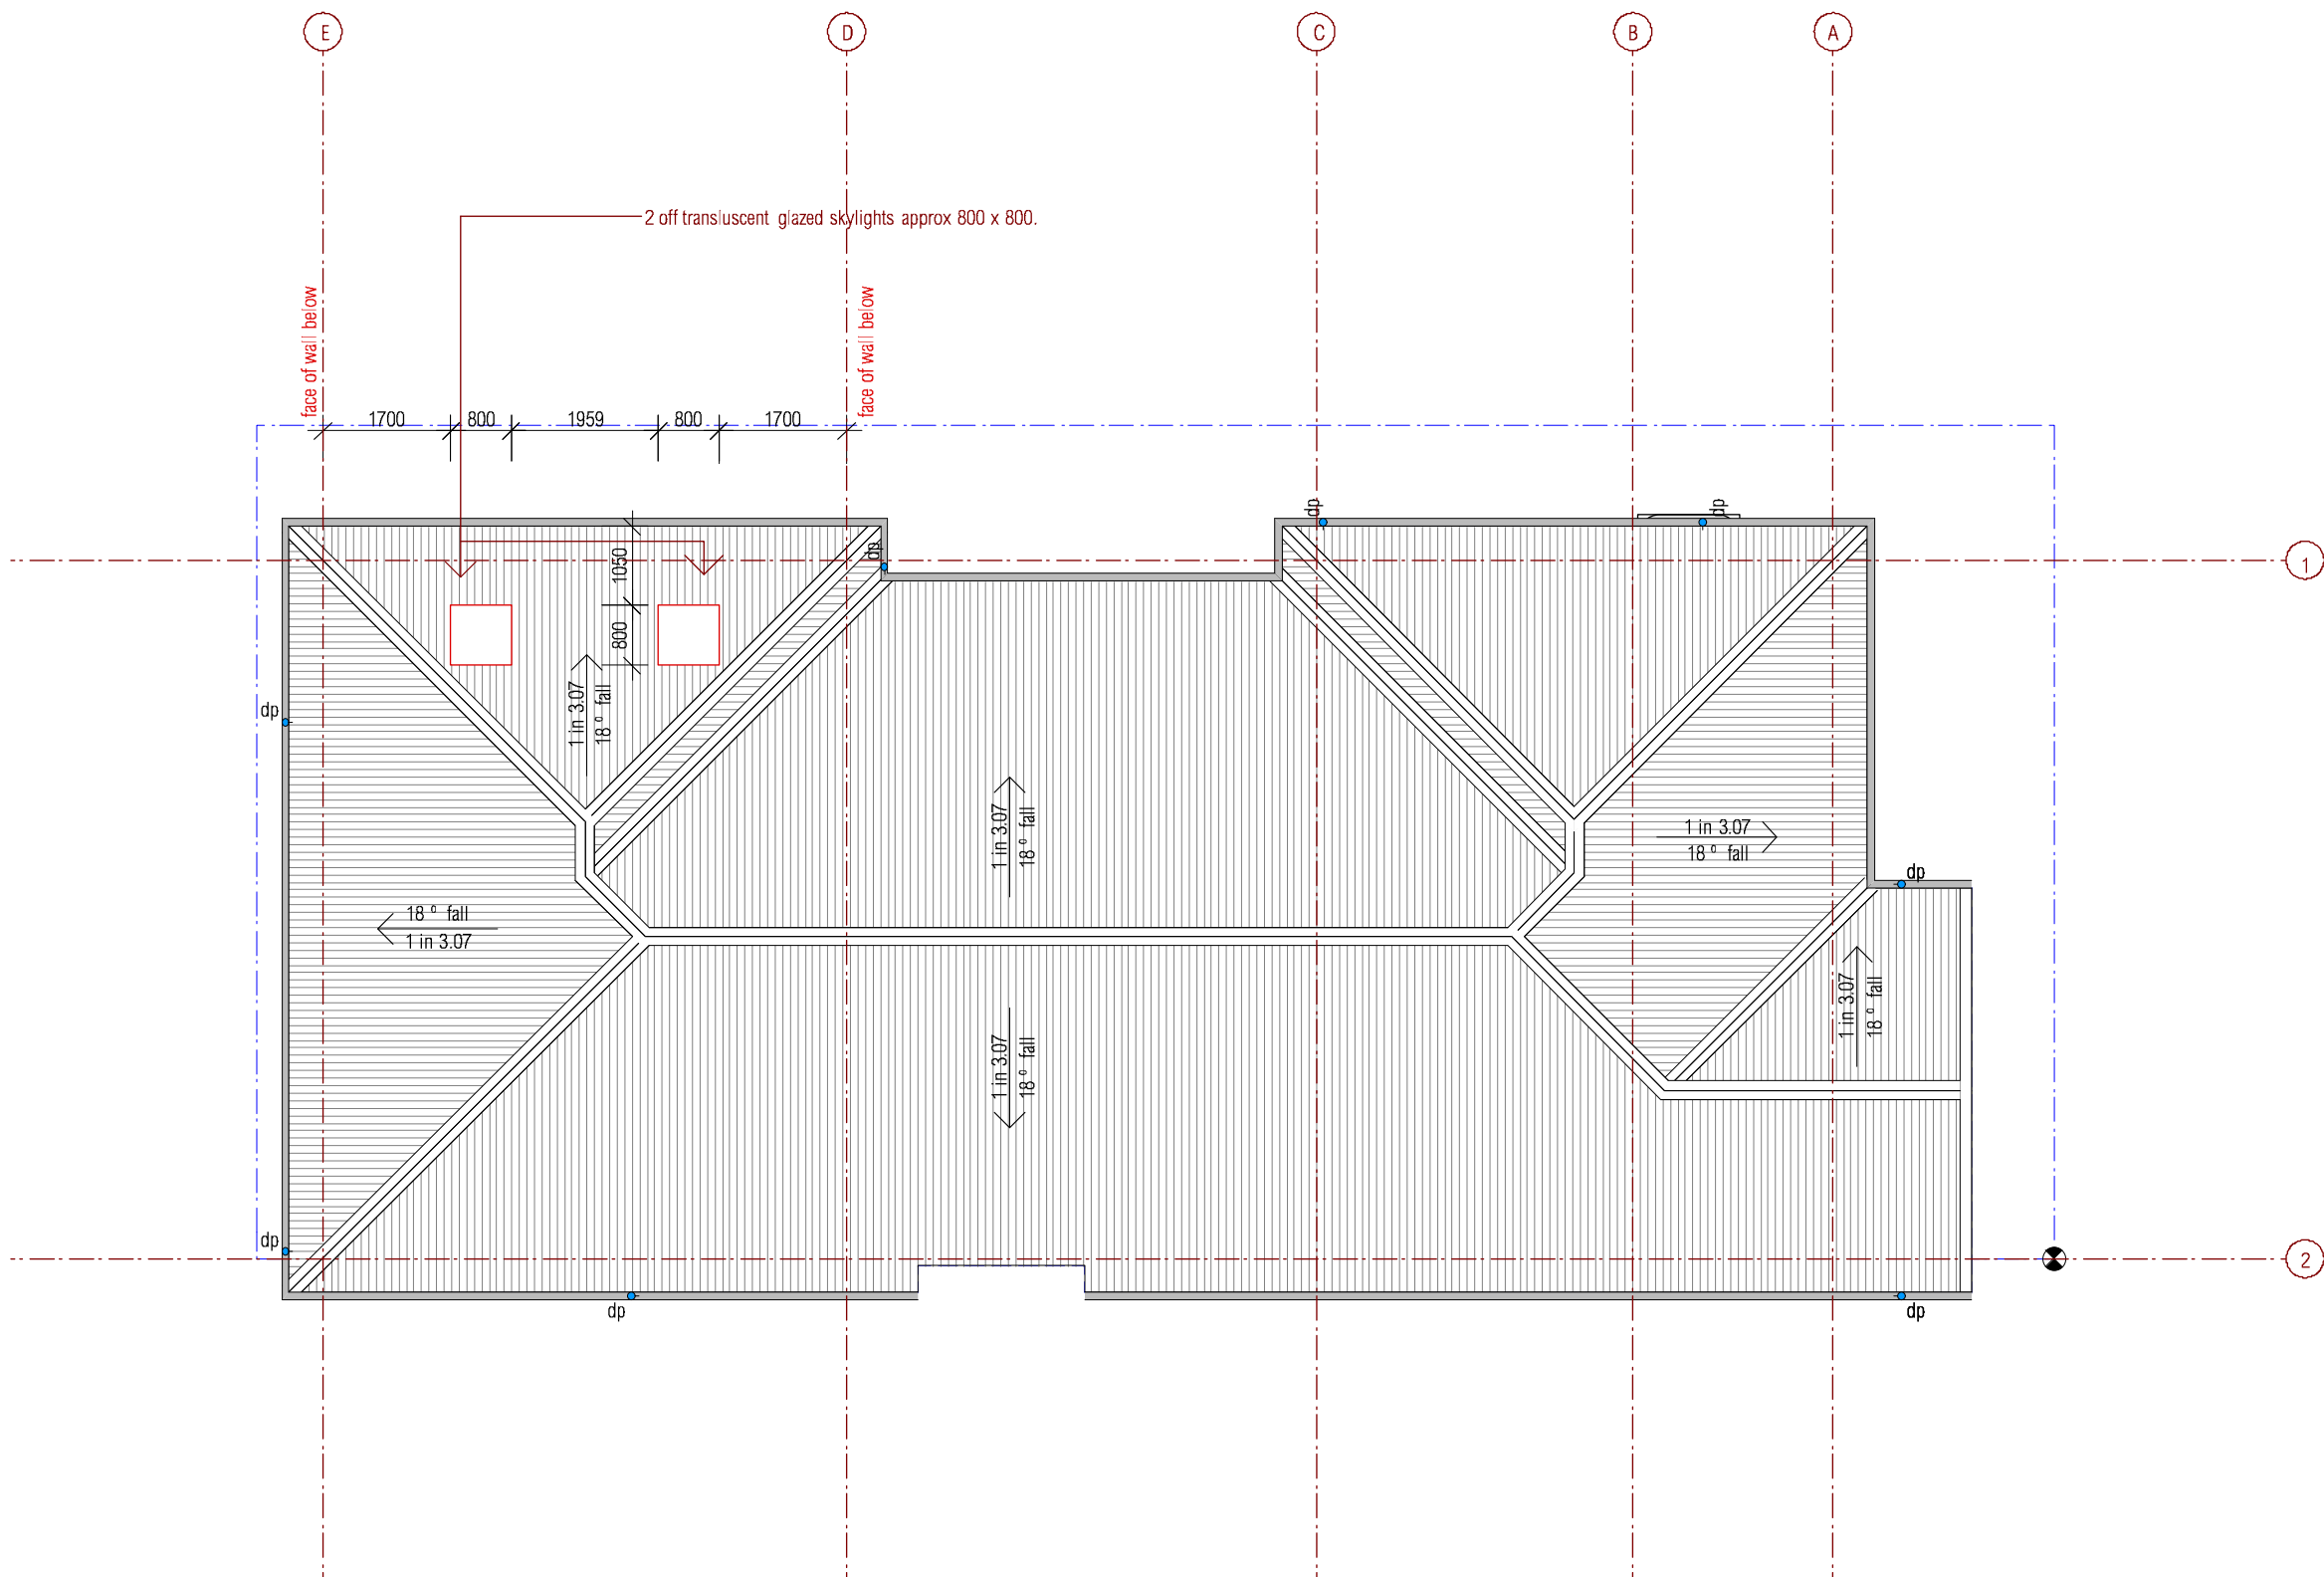 E
D
C
B
A
2 off transluscent glazed skylights approx 800 x 800.
face of wall below
face of wall below
1700
800
1959
800
1700
dp
dp
dp
1050
1
800
1 in 3.07
18 º fall
dp
1 in 3.07
18 º fall
1 in 3.07
18 º fall
dp
18 º fall
1 in 3.07
1 in 3.07
18 º fall
1 in 3.07
18 º fall
dp
2
dp
dp